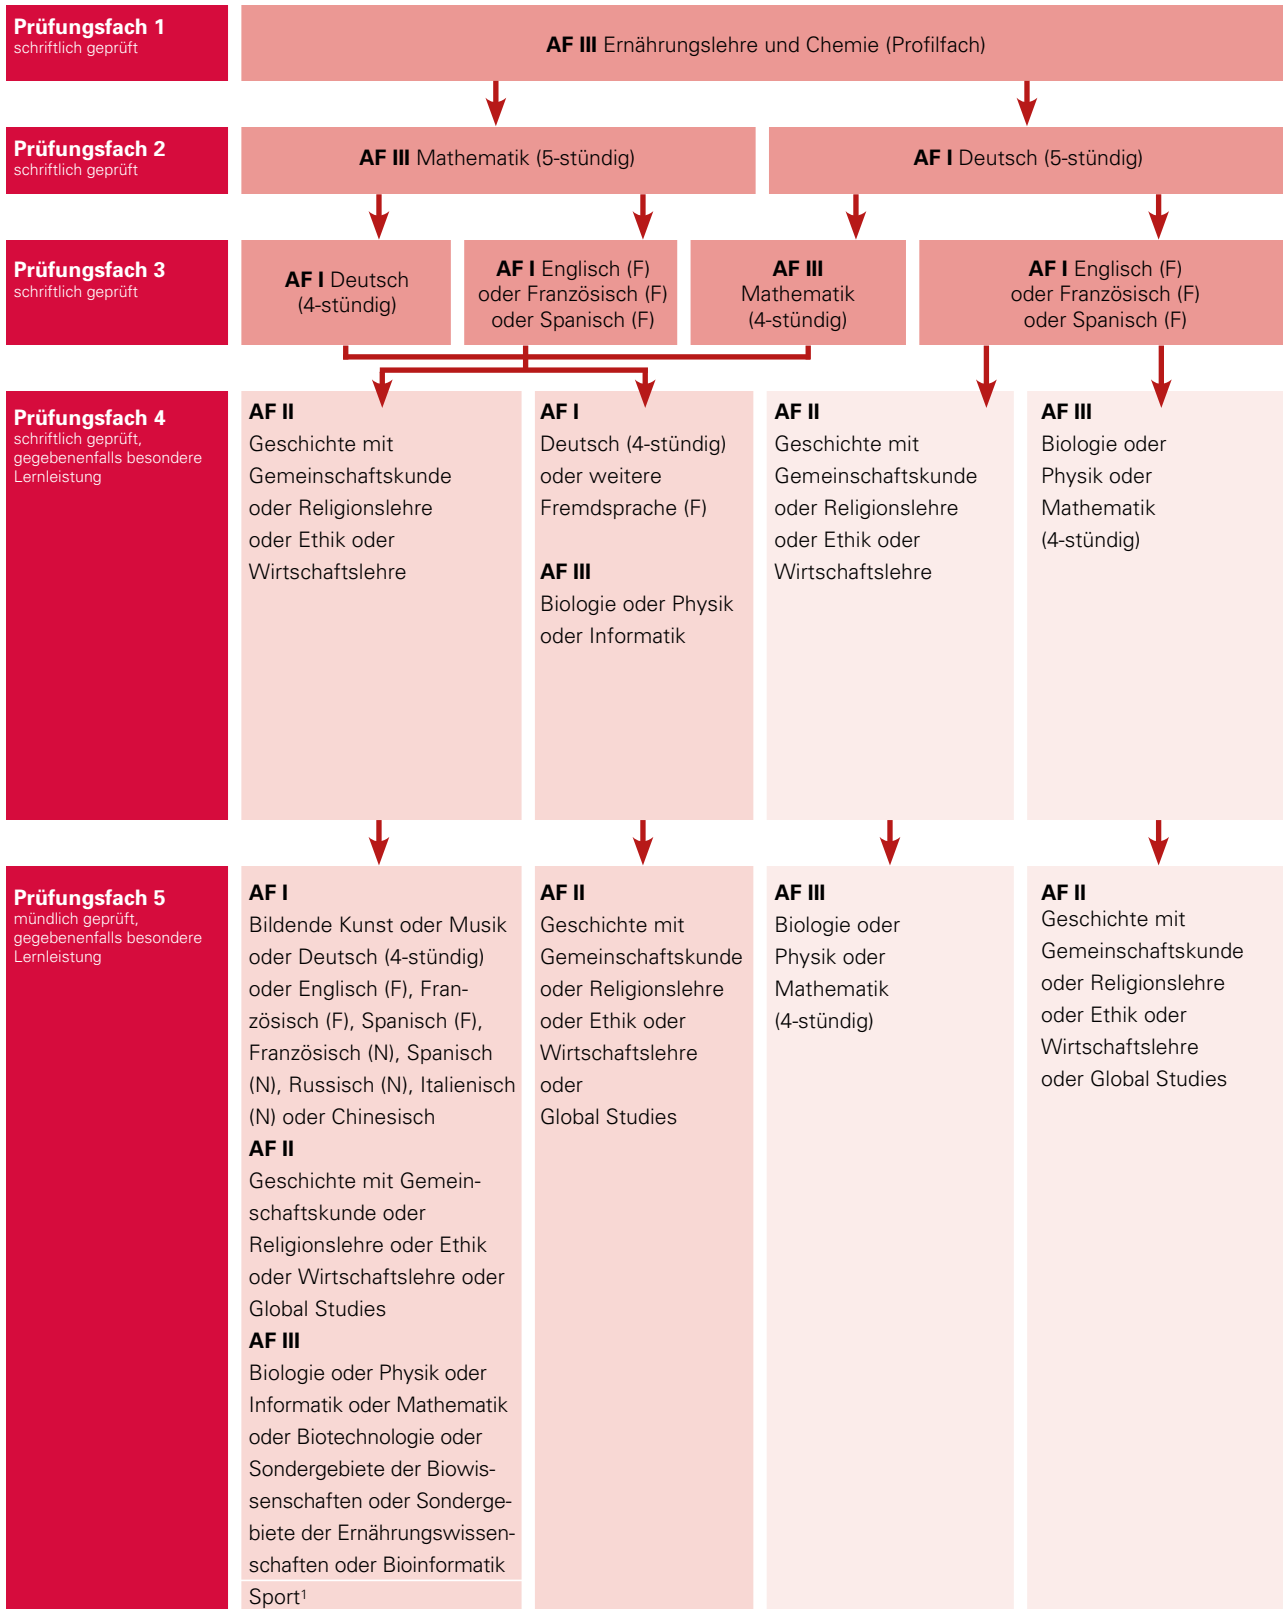 Prüfungsfach 1
schriftlich geprüft
AF III Ernährungslehre und Chemie (Profilfach)
Prüfungsfach 2
schriftlich geprüft
AF III Mathematik (5-stündig)
AF I Deutsch (5-stündig)
Prüfungsfach 3
schriftlich geprüft
AF I Deutsch
(4-stündig)
AF I Englisch (F)
oder Französisch (F)
oder Spanisch (F)
AF III
Mathematik
(4-stündig)
AF I Englisch (F)
oder Französisch (F)
oder Spanisch (F)
Prüfungsfach 4
schriftlich geprüft,
gegebenenfalls besondere
Lernleistung
AF II
Geschichte mit
Gemeinschaftskunde
oder Religionslehre
oder Ethik oder
Wirtschaftslehre
AF I
Deutsch (4-stündig)
oder weitere
Fremdsprache (F)
AF III
Biologie oder Physik
oder Informatik
AF II
Geschichte mit
Gemeinschaftskunde
oder Religionslehre
oder Ethik oder
Wirtschaftslehre
AF III
Biologie oder
Physik oder
Mathematik
(4-stündig)
Prüfungsfach 5
mündlich geprüft,
gegebenenfalls besondere
Lernleistung
AF I
Bildende Kunst oder Musik
oder Deutsch (4-stündig)
oder Englisch (F), Fran-
zösisch (F), Spanisch (F),
Französisch (N), Spanisch
(N), Russisch (N), Italienisch
(N) oder Chinesisch
AF II
Geschichte mit Gemein-
schaftskunde oder
Religionslehre oder Ethik
oder Wirtschaftslehre oder
Global Studies
AF III
Biologie oder Physik oder
Informatik oder Mathematik
oder Biotechnologie oder
Sondergebiete der Biowis-
senschaften oder Sonderge-
biete der Ernährungswissen-
schaften oder Bioinformatik
Sport¹
AF II
Geschichte mit
Gemeinschaftskunde
oder Religionslehre
oder Ethik oder
Wirtschaftslehre
oder
Global Studies
AF III
Biologie oder
Physik oder
Mathematik
(4-stündig)
AF II
Geschichte mit
Gemeinschaftskunde
oder Religionslehre
oder Ethik oder
Wirtschaftslehre
oder Global Studies